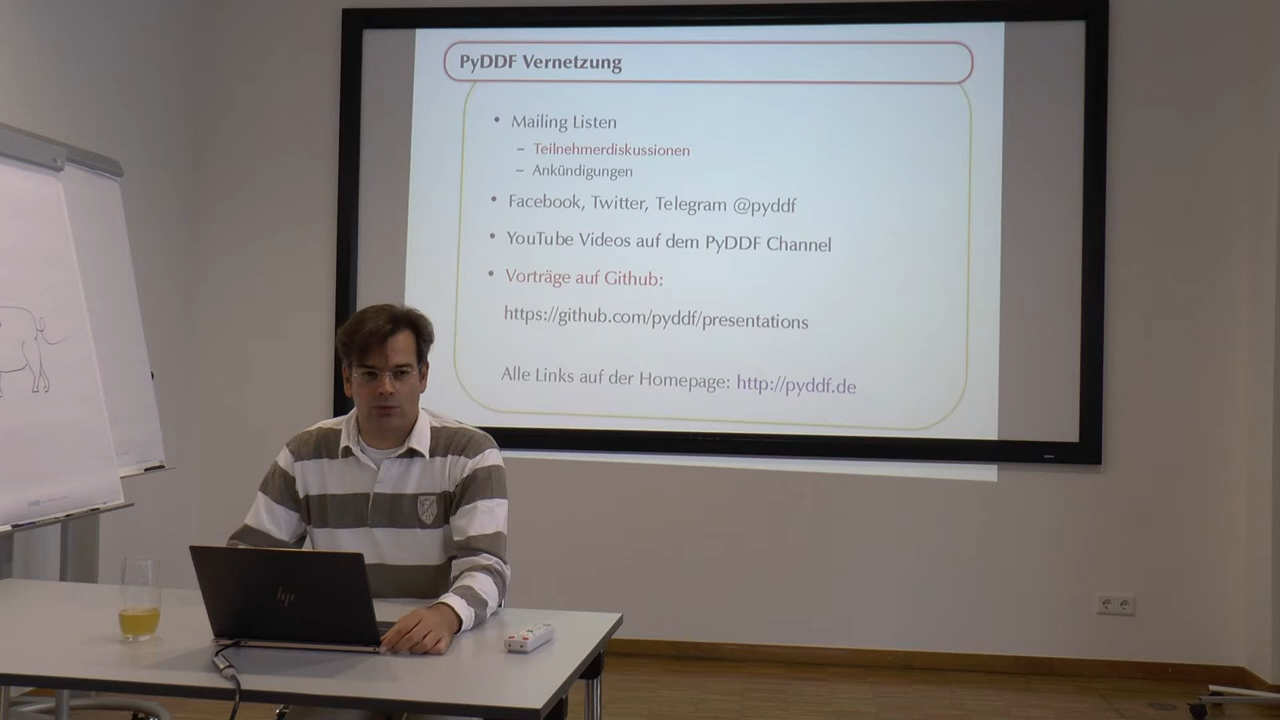 PyDDF Vernetzung
• Mailing Listen
– Teilnehmerdiskussionen
– Ankündigungen
• Facebook, Twitter, Telegram @pyddf
• YouTube Videos auf dem PyDDF Channel
• Vorträge auf Github:
https://github.com/pyddf/presentations
Alle Links auf der Homepage: http://pyddf.de
hp